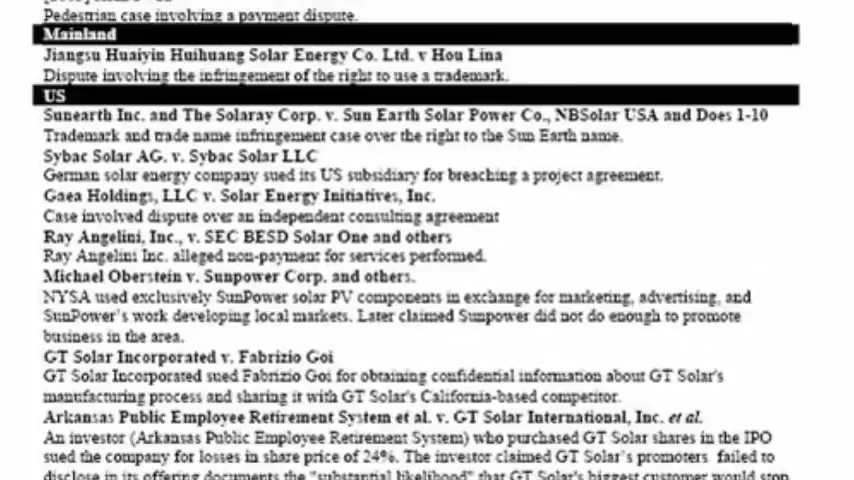 Pedestrian case involving a payment dispute.
Mainland
Jiangsu Huaiyin Huihuang Solar Energy Co. Ltd. v Hou Lina
Dispute involving the infringement of the right to use a trademark.
US
Sunearth Inc. and The Solaray Corp. v. Sun Earth Solar Power Co., NBSolar USA and Does 1-10
Trademark and trade name infringement case over the right to the Sun Earth name.
Sybac Solar AG. v. Sybac Solar LLC
German solar energy company sued its US subsidiary for breaching a project agreement.
Gaea Holdings, LLC v. Solar Energy Initiatives, Inc.
Case involved dispute over an independent consulting agreement
Ray Angelini, Inc., v. SEC BESD Solar One and others
Ray Angelini Inc. alleged non-payment for services performed.
Michael Oberstein v. Sunpower Corp. and others.
NYSA used exclusively SunPower solar PV components in exchange for marketing, advertising, and
SunPower's work developing local markets. Later claimed Sunpower did not do enough to promote
business in the area.
GT Solar Incorporated v. Fabrizio Goi
GT Solar Incorporated sued Fabrizio Goi for obtaining confidential information about GT Solar's
manufacturing process and sharing it with GT Solar's California-based competitor.
Arkansas Public Employee Retirement System et al. v. GT Solar International, Inc. et al.
An investor (Arkansas Public Employee Retirement System) who purchased GT Solar shares in the IPO
sued the company for losses in share price of 24%. The investor claimed GT Solar's promoters failed to
disclose in its offering documents the "substantial likelihood" that GT Solar's biggest customer would stop